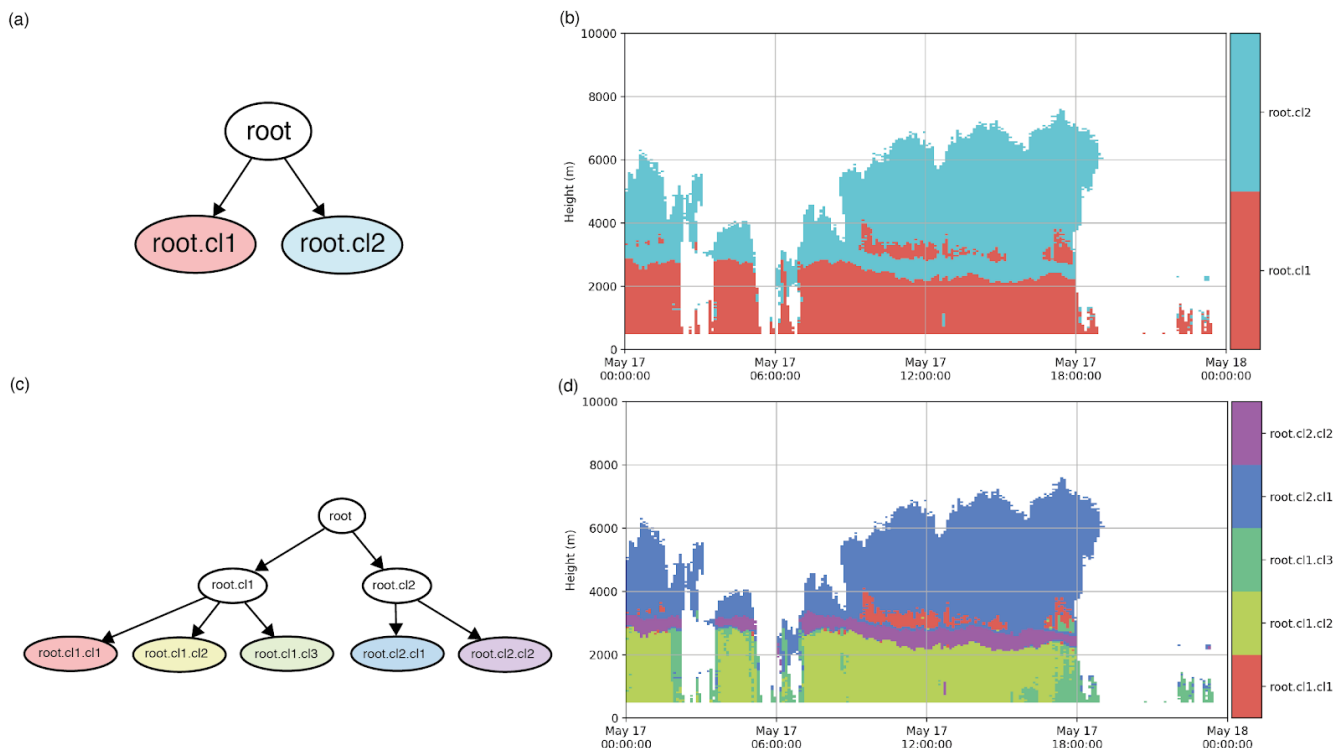 (a)
root
root.cl1
root.cl2
(b)
10000
8000
6000
4000
2000
0
Height (m)
May 17
00:00:00
May 17
06:00:00
May 17
12:00:00
May 17
18:00:00
May 18
00:00:00
root.cl2
root.cl1
(c)
root
root.cl1
root.cl2
root.cl1.cl1
root.cl1.cl2
root.cl1.cl3
root.cl2.cl1
root.cl2.cl2
(d)
10000
8000
6000
4000
2000
0
Height (m)
May 17
00:00:00
May 17
06:00:00
May 17
12:00:00
May 17
18:00:00
May 18
00:00:00
root.cl2.cl2
root.cl2.cl1
root.cl1.cl3
root.cl1.cl2
root.cl1.cl1